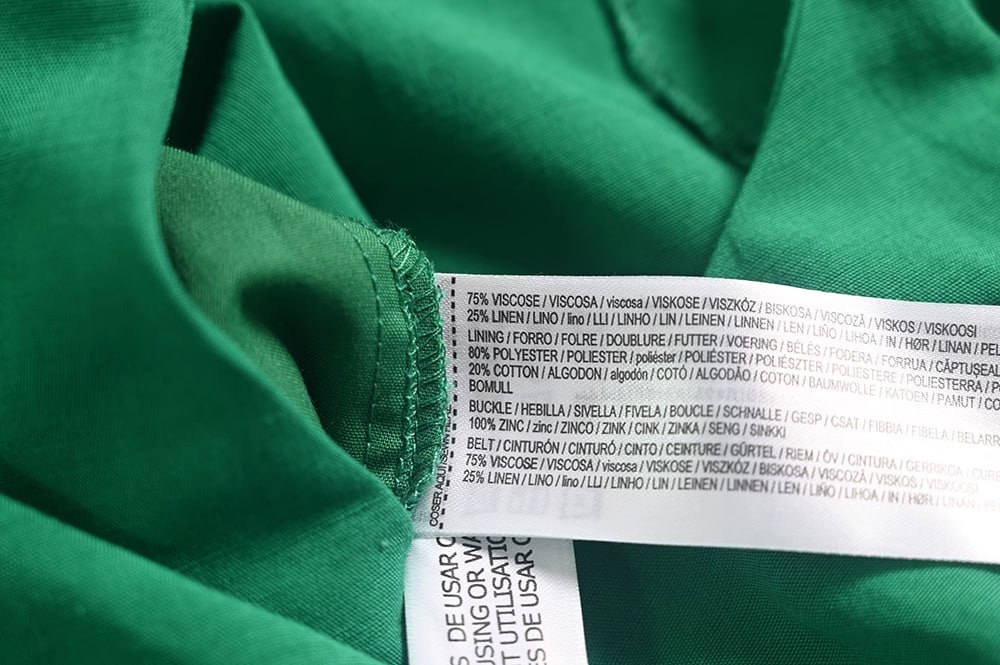 75% VISCOSE / VISCOSA / viscosa / VISKOSE / VISZKÓZ / BISKOSA / VISCOZĂ / VISKOS / VISKOOSI
25% LINEN / LINO / lino / LLI / LINHO / LIN / LEINEN / LINNEN / LEN / LIÑO / LIHOA / IN / HØR / LINAN / PEL
LINING / FORRO / FOLRE / DOUBLURE / FUTTER / VOERING / BÉLÉS / FODERA / FORRUA / CĂPTUȘEAL
80% POLYESTER / POLIESTER / poliéster / POLIÉSTER / POLIÉSZTER / POLIESTERE / POLIESTERRA / P
20% COTTON / ALGODON / algodón / COTÓ / ALGODÃO / COTON / BAUMWOLLE / KATOEN / PAMUT / CO
BOMULL
BUCKLE / HEBILLA / SIVELLA / FIVELA / BOUCLE / SCHNALLE / GESP / CSAT / FIBBIA / FIBELA / BELARR
100% ZINC / zinc / ZINCO / ZINK / CINK / ZINKA / SENG / SINKKI
BELT / CINTURÓN / CINTURÓ / CINTO / CEINTURE / GÜRTEL / RIEM / ÖV / CINTURA / GERRIKOA / CURE
75% VISCOSE / VISCOSA / viscosa / VISKOSE / VISZKÓZ / BISKOSA / VISCOZĂ / VISKOS / VISKOOSI
25% LINEN / LINO / lino / LLI / LINHO / LIN / LEINEN / LINNEN / LEN / LIÑO / LIHOA / IN / HØR / LINAN
COSER AQUI
DE USAR O
USING OR WA
T UTILISATIO
S DE USAR O